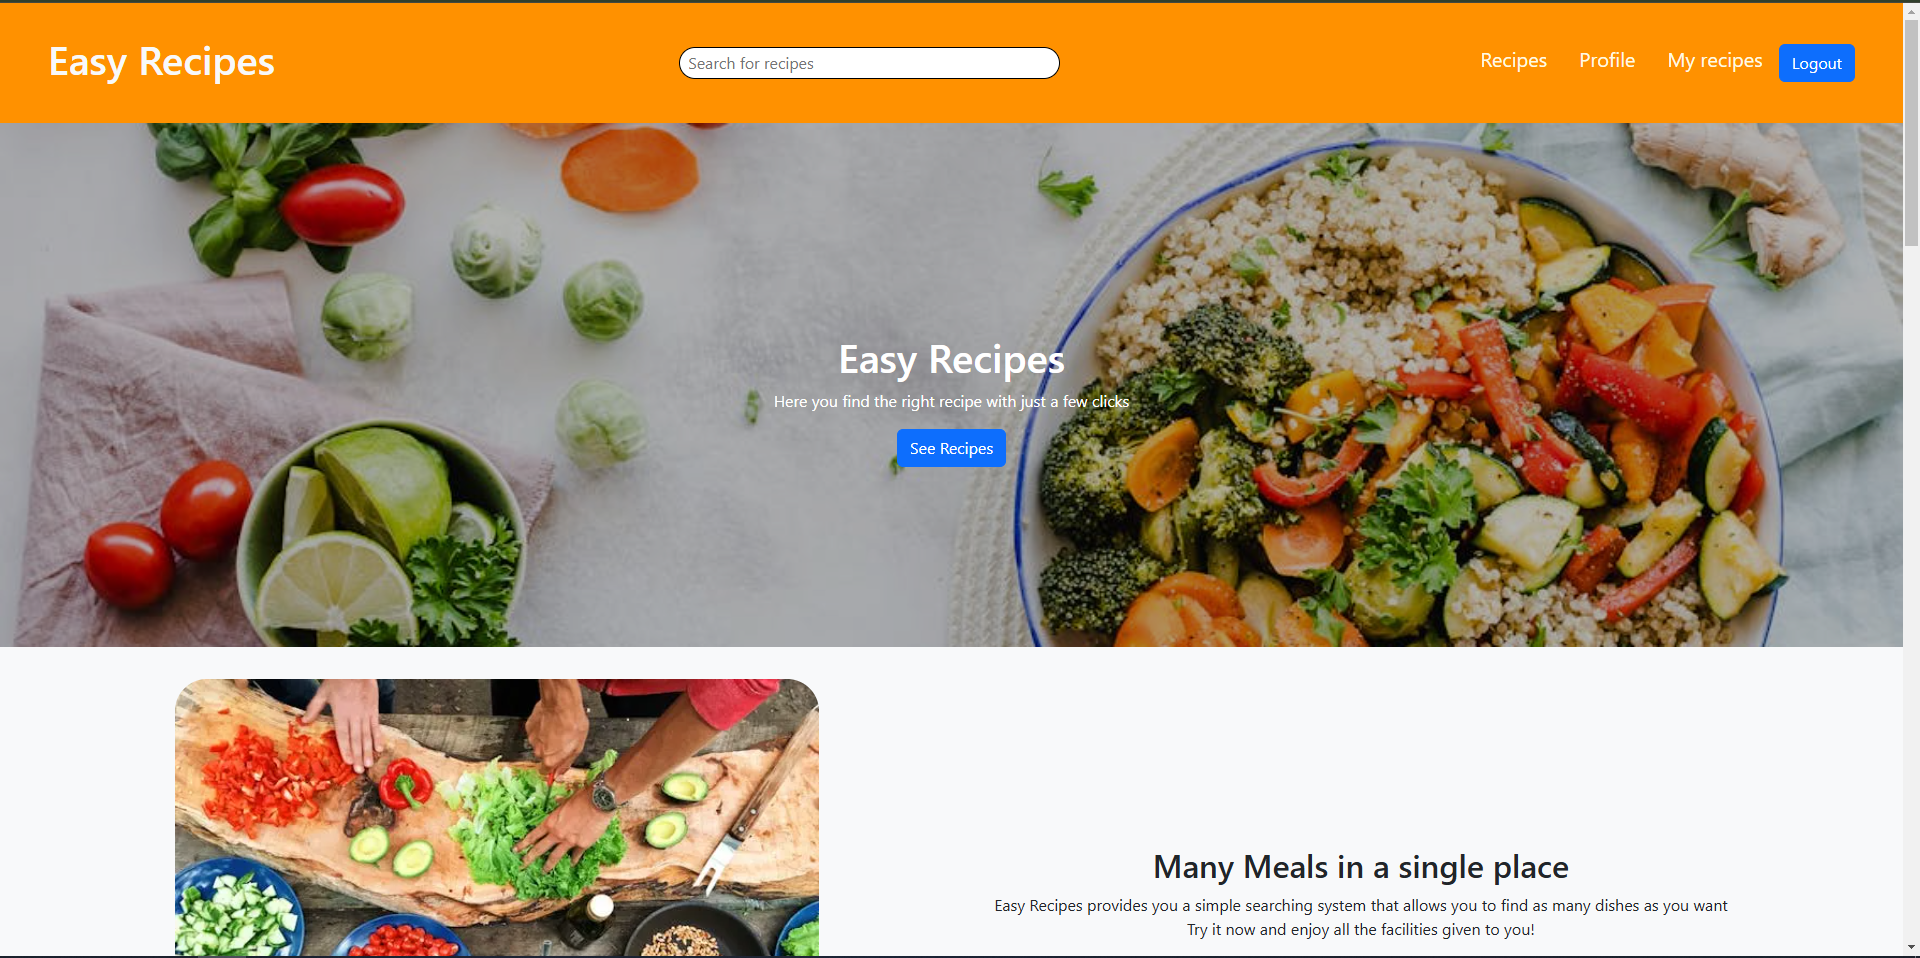 Easy Recipes
Search for recipes
Recipes
Profile
My recipes
Logout
Easy Recipes
Here you find the right recipe with just a few clicks
See Recipes
Many Meals in a single place
Easy Recipes provides you a simple searching system that allows you to find as many dishes as you want
Try it now and enjoy all the facilities given to you!